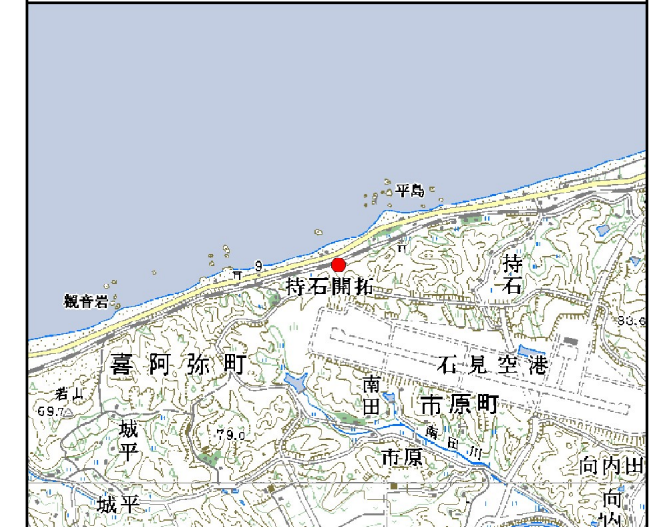 平島
9
持石
待石開拓
観音岩
83.6
喜阿弥町
石見空港
若山
69.7
南田
市原町
城平
79.0
南田川
市原
向内田
城平
向